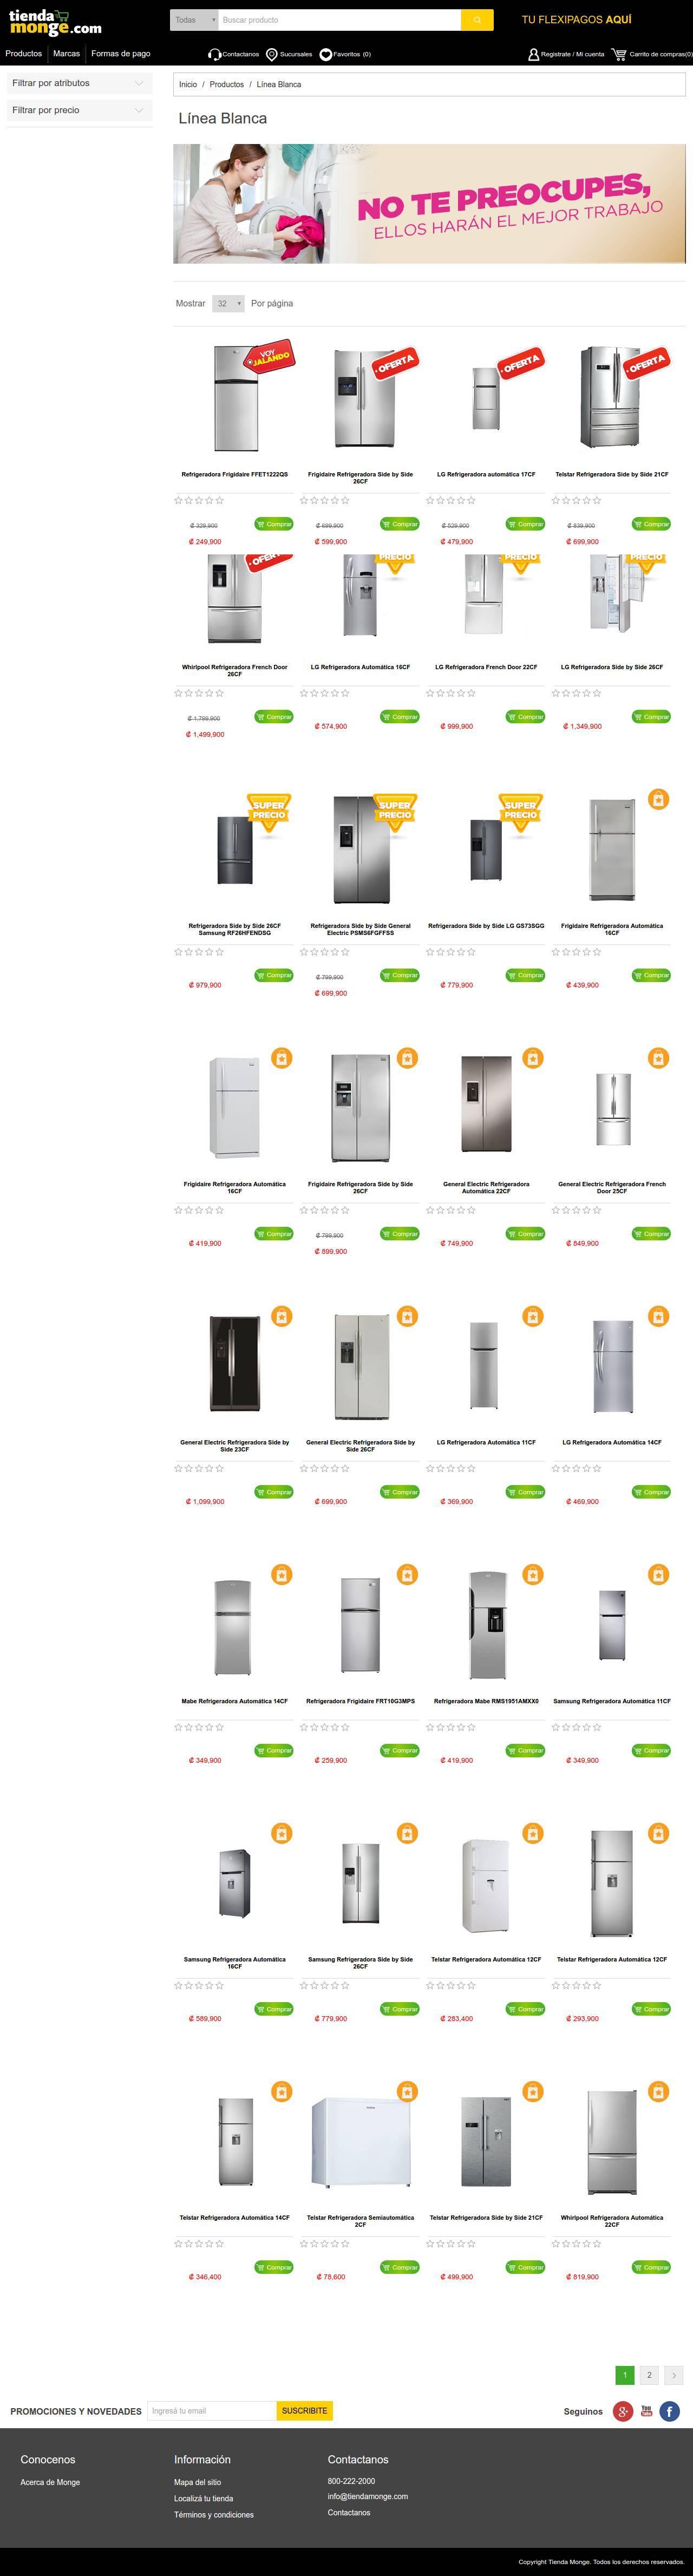 tienda
monge.com
Todas
Buscar producto
TU FLEXIPAGOS AQUÍ
Productos
Marcas
Formas de pago
Contactanos
Sucursales
Favoritos (0)
Registrate / Mi cuenta
Carrito de compras(0)
Filtrar por atributos
Filtrar por precio
Inicio / Productos / Línea Blanca
Línea Blanca
NO TE PREOCUPES,
ELLOS HARÁN EL MEJOR TRABAJO
Mostrar 32 Por página
VOY JALANDO
OFERTA
OFERTA
OFERTA
Refrigeradora Frigidaire FFET1222QS
Frigidaire Refrigeradora Side by Side 26CF
LG Refrigeradora automática 17CF
Telstar Refrigeradora Side by Side 21CF
₡ 329,900 Comprar ₡ 699,900 Comprar ₡ 529,900 Comprar ₡ 839,900 Comprar
₡ 249,900 ₡ 599,900 ₡ 479,900 ₡ 699,900
OFERTA
PRECIO
PRECIO
PRECIO
Whirlpool Refrigeradora French Door 26CF
LG Refrigeradora Automática 16CF
LG Refrigeradora French Door 22CF
LG Refrigeradora Side by Side 26CF
₡ 1,799,900 Comprar Comprar Comprar Comprar
₡ 1,499,900 ₡ 574,900 ₡ 999,900 ₡ 1,349,900
SUPER PRECIO
SUPER PRECIO
SUPER PRECIO
Refrigeradora Side by Side 26CF Samsung RF26HFENDSG
Refrigeradora Side by Side General Electric PSMS6FGFFSS
Refrigeradora Side by Side LG GS73SGG
Frigidaire Refrigeradora Automática 16CF
Comprar ₡ 799,900 Comprar Comprar Comprar
₡ 979,900 ₡ 699,900 ₡ 779,900 ₡ 439,900
Frigidaire Refrigeradora Automática 16CF
Frigidaire Refrigeradora Side by Side 26CF
General Electric Refrigeradora Automática 22CF
General Electric Refrigeradora French Door 25CF
Comprar ₡ 799,900 Comprar Comprar Comprar
₡ 419,900 ₡ 899,900 ₡ 749,900 ₡ 849,900
General Electric Refrigeradora Side by Side 23CF
General Electric Refrigeradora Side by Side 26CF
LG Refrigeradora Automática 11CF
LG Refrigeradora Automática 14CF
Comprar Comprar Comprar Comprar
₡ 1,099,900 ₡ 699,900 ₡ 369,900 ₡ 469,900
Mabe Refrigeradora Automática 14CF
Refrigeradora Frigidaire FRT10G3MPS
Refrigeradora Mabe RMS1951AMXX0
Samsung Refrigeradora Automática 11CF
Comprar Comprar Comprar Comprar
₡ 349,900 ₡ 259,900 ₡ 419,900 ₡ 349,900
Samsung Refrigeradora Automática 16CF
Samsung Refrigeradora Side by Side 26CF
Telstar Refrigeradora Automática 12CF
Telstar Refrigeradora Automática 12CF
Comprar Comprar Comprar Comprar
₡ 589,900 ₡ 779,900 ₡ 283,400 ₡ 293,900
Telstar Refrigeradora Automática 14CF
Telstar Refrigeradora Semiautomática 2CF
Telstar Refrigeradora Side by Side 21CF
Whirlpool Refrigeradora Automática 22CF
Comprar Comprar Comprar Comprar
₡ 346,400 ₡ 78,600 ₡ 499,900 ₡ 819,900
1 2
PROMOCIONES Y NOVEDADES
Ingresá tu email
SUSCRIBITE
Seguinos
g+
You Tube
f
Conocenos
Acerca de Monge
Información
Mapa del sitio
Localizá tu tienda
Términos y condiciones
Contactanos
800-222-2000
info@tiendamonge.com
Contactanos
Copyright Tienda Monge. Todos los derechos reservados.